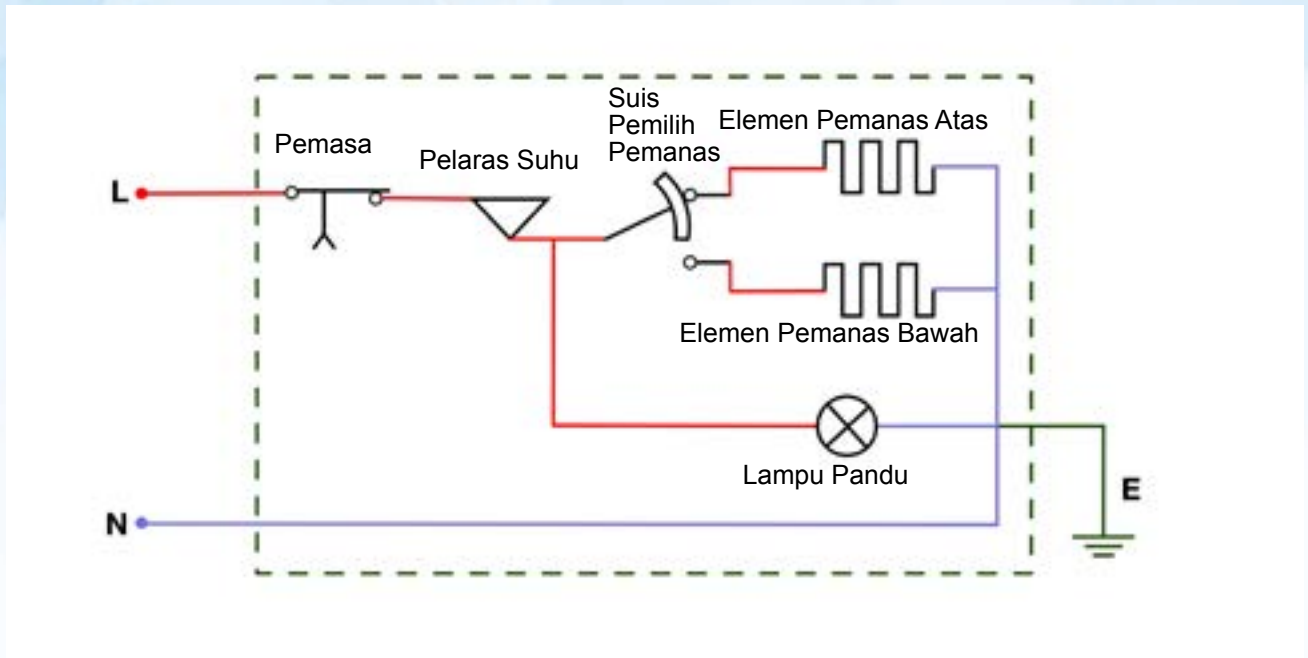 Suis
Pemilih
Pemanas
Elemen Pemanas Atas
Pemasa
Pelaras Suhu
L
Elemen Pemanas Bawah
Lampu Pandu
E
N